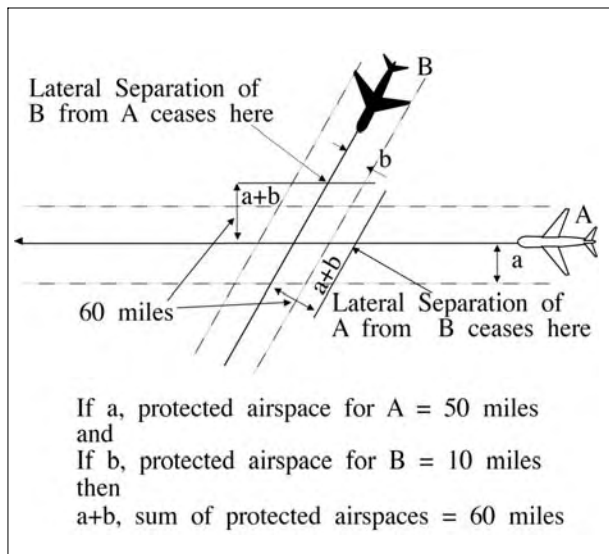 B
Lateral Separation of
B from A ceases here
b
a+b
A
a
a+b
60 miles
Lateral Separation of
A from B ceases here
If a, protected airspace for A = 50 miles
and
If b, protected airspace for B = 10 miles
then
a+b, sum of protected airspaces = 60 miles